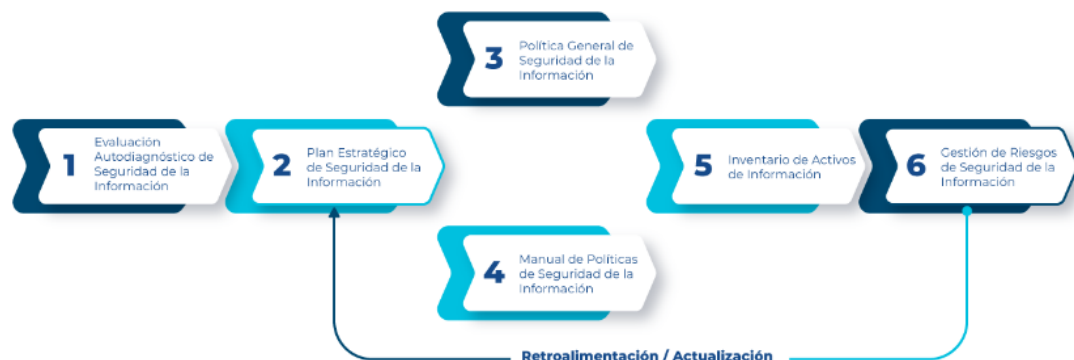 1
Evaluación
Autodiagnóstico de
Seguridad de la
Información
2
Plan Estratégico
de Seguridad de la
Información
3
Política General de
Seguridad de la
Información
4
Manual de Políticas
de Seguridad de la
Información
5
Inventario de Activos
de Información
6
Gestión de Riesgos
de Seguridad de la
Información
Retroalimentación / Actualización